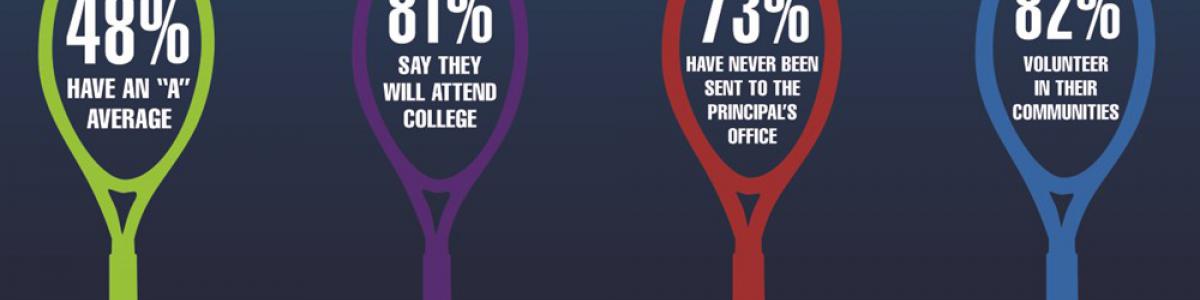 48%
HAVE AN "A"
AVERAGE
81%
SAY THEY
WILL ATTEND
COLLEGE
73%
HAVE NEVER BEEN
SENT TO THE
PRINCIPAL'S
OFFICE
82%
VOLUNTEER
IN THEIR
COMMUNITIES